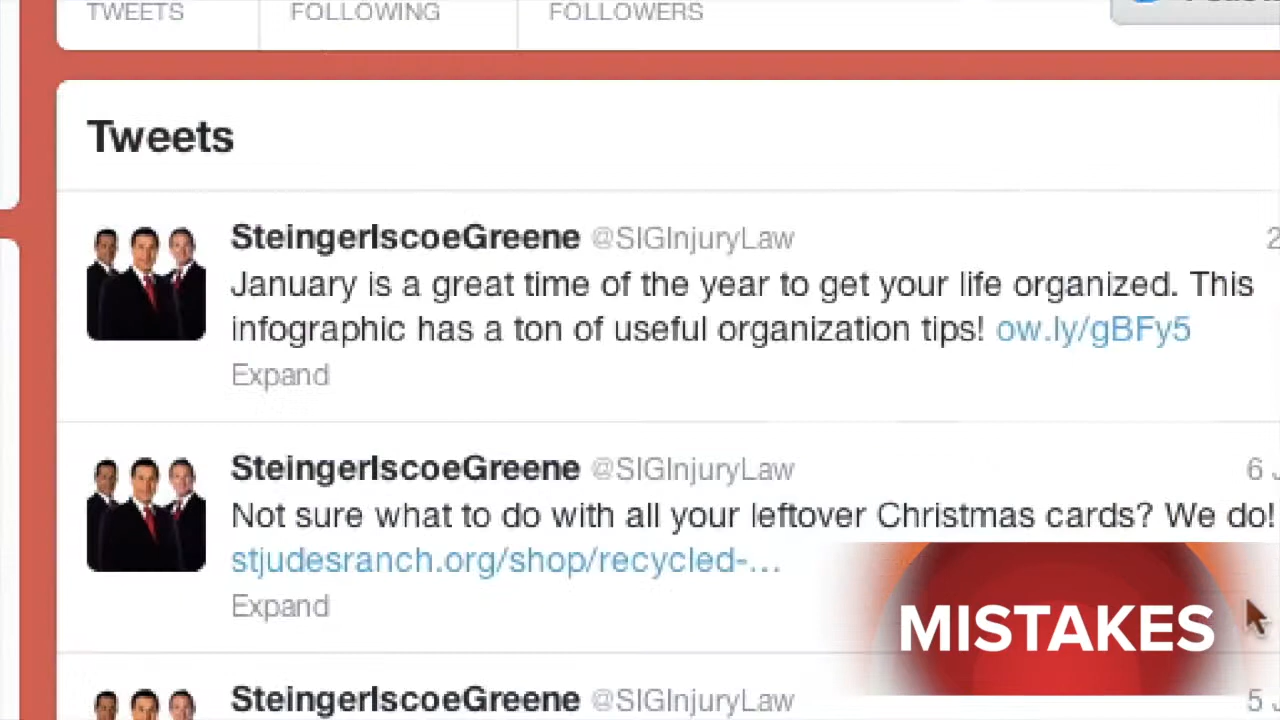 TWEETS
FOLLOWING
FOLLOWERS
Tweets
SteingerIscoeGreene @SIGInjuryLaw
January is a great time of the year to get your life organized. This
infographic has a ton of useful organization tips! ow.ly/gBFy5
Expand
SteingerIscoeGreene @SIGInjuryLaw 6 J
Not sure what to do with all your leftover Christmas cards? We do!
stjudesranch.org/shop/recycled-...
Expand
MISTAKES
SteingerIscoeGreene @SIGInjuryLaw 5 J